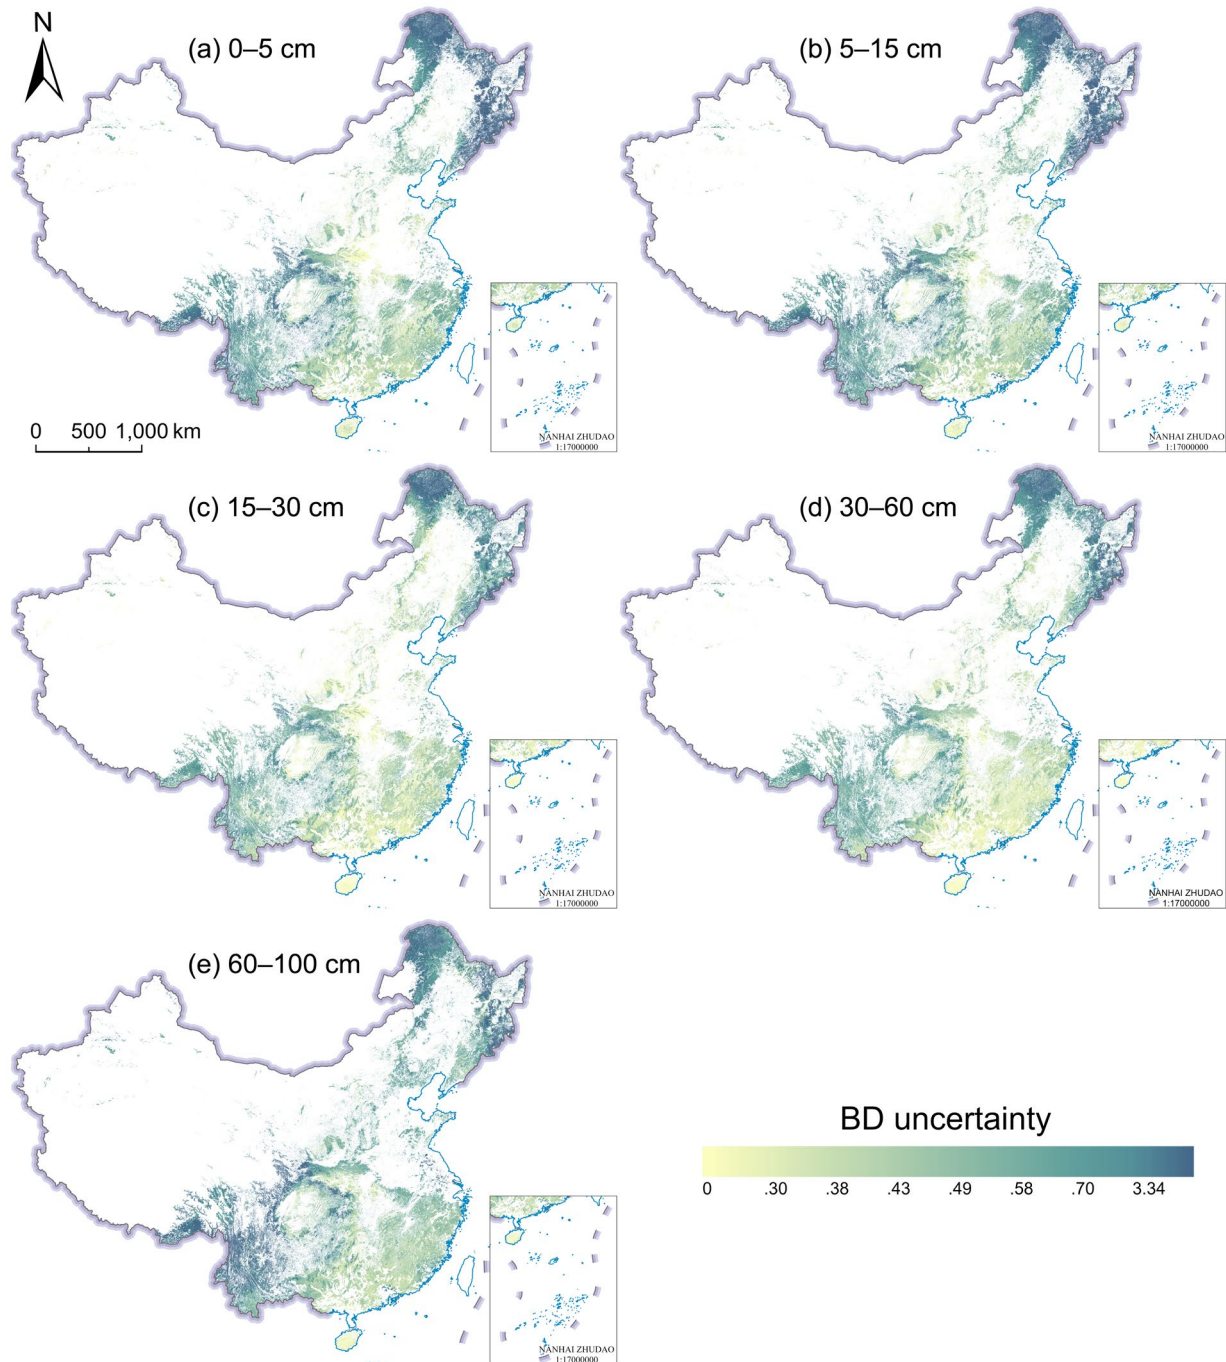 N
(a) 0–5 cm
(b) 5–15 cm
0 500 1,000 km
NANHAI ZHUDAO
1:17000000
NANHAI ZHUDAO
1:17000000
(c) 15–30 cm
(d) 30–60 cm
NANHAI ZHUDAO
1:17000000
NANHAI ZHUDAO
1:17000000
(e) 60–100 cm
BD uncertainty
0 .30 .38 .43 .49 .58 .70 3.34
NANHAI ZHUDAO
1:17000000